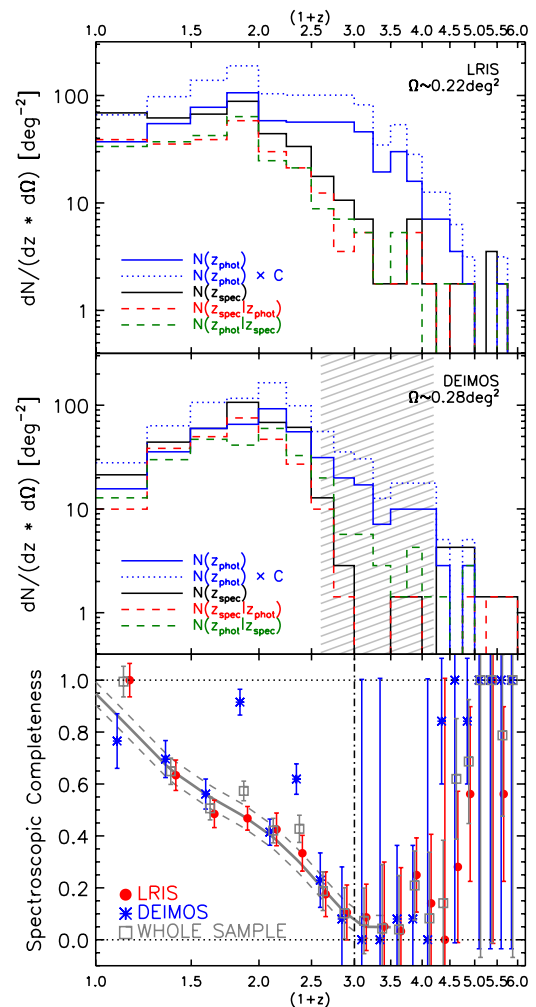 (1+z)
1.0 1.5 2.0 2.5 3.0 3.5 4.0 4.5 5.0 5.5 6.0
LRIS
Ω~0.22deg²
100
10
1
dN/(dz * dΩ) [deg⁻²]
N(z_phot)
N(z_phot) × C
N(z_spec)
N(z_spec|z_phot)
N(z_phot|z_spec)
DEIMOS
Ω~0.28deg²
100
10
1
dN/(dz * dΩ) [deg⁻²]
N(z_phot)
N(z_phot) × C
N(z_spec)
N(z_spec|z_phot)
N(z_phot|z_spec)
1.0
0.8
0.6
0.4
0.2
0.0
Spectroscopic Completeness
LRIS
DEIMOS
WHOLE SAMPLE
1.0 1.5 2.0 2.5 3.0 3.5 4.0 4.5 5.0 5.5 6.0
(1+z)